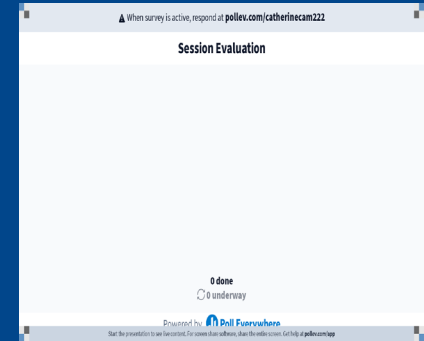 When survey is active, respond at pollev.com/catherinecam222
Session Evaluation
0 done
0 underway
Powered by Poll Everywhere
Start the presentation to see live content. For screen share software, share the entire screen. Get help at pollev.com/app